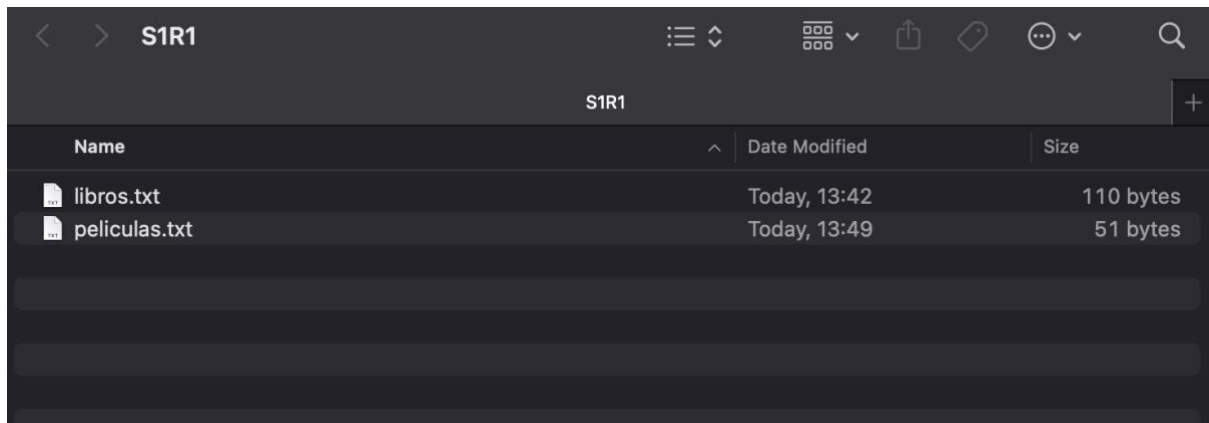 S1R1
S1R1
Name Date Modified Size
libros.txt Today, 13:42 110 bytes
peliculas.txt Today, 13:49 51 bytes